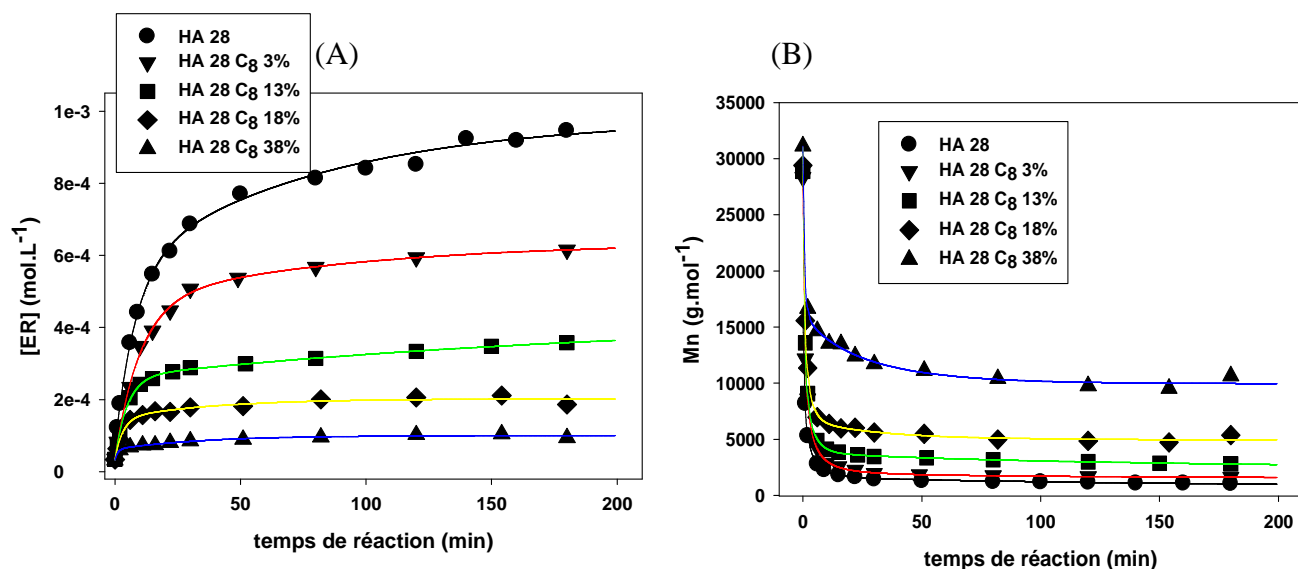 HA 28
HA 28 C8 3%
HA 28 C8 13%
HA 28 C8 18%
HA 28 C8 38%
(A)
1e-3
8e-4
6e-4
4e-4
2e-4
0
[ER] (mol.L-1)
0 50 100 150 200
temps de réaction (min)
(B)
HA 28
HA 28 C8 3%
HA 28 C8 13%
HA 28 C8 18%
HA 28 C8 38%
35000
30000
25000
20000
15000
10000
5000
0
Mn (g.mol-1)
0 50 100 150 200
temps de réaction (min)